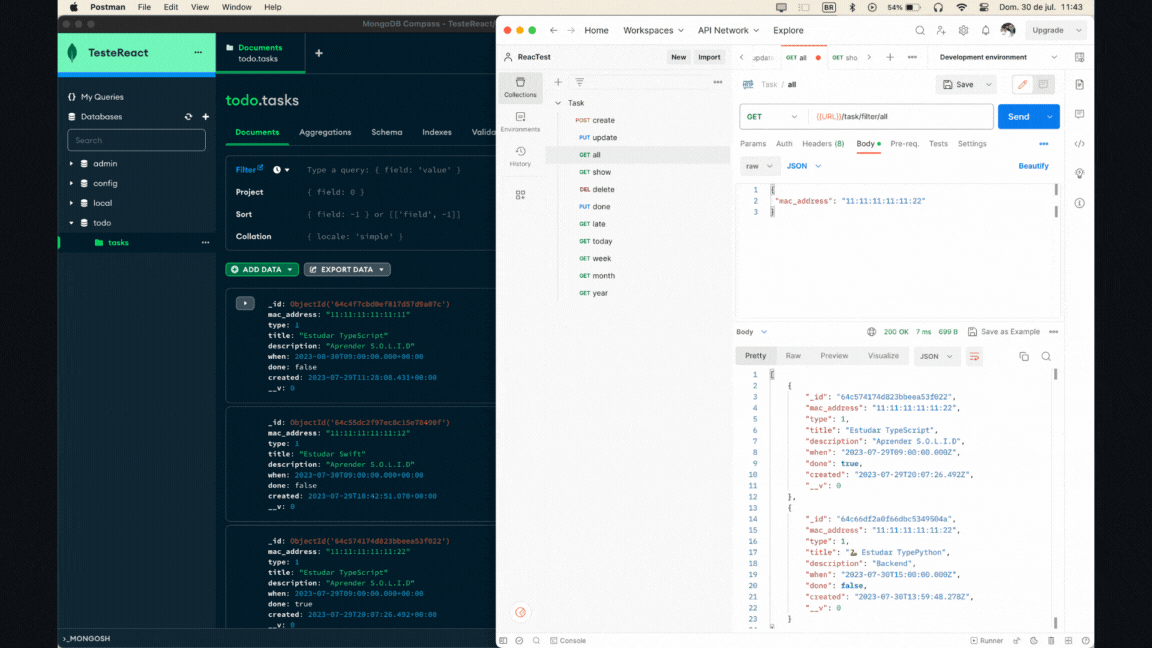 Postman File Edit View Window Help
BR 54% Dom. 30 de jul. 11:43
MongoDB Compass - TesteReact/
TesteReact
My Queries
Databases
Search
admin
config
local
todo
tasks
>_MONGOSH
Documents
todo.tasks
todo.tasks
Documents Aggregations Schema Indexes Valida
Filter Type a query: { field: 'value' }
Project { field: 0 }
Sort { field: -1 } or [['field', -1]]
Collation { locale: 'simple' }
ADD DATA EXPORT DATA
mac_address: "11:11:11:11:11:11"
type: 1
title: "Estudar TypeScript"
description: "Aprender S.O.L.I.D"
when: 2023-08-30T09:00:00.000+00:00
done: false
created: 2023-07-29T11:28:08.431+00:00
__v: 0
mac_address: "11:11:11:11:11:12"
type: 1
title: "Estudar Swift"
description: "Aprender S.O.L.I.D"
when: 2023-07-30T09:00:00.000+00:00
done: false
created: 2023-07-29T18:42:51.070+00:00
__v: 0
_id: ObjectId('64c574174d823bbeea53f022')
mac_address: "11:11:11:11:11:22"
type: 1
title: "Estudar TypeScript"
description: "Aprender S.O.L.I.D"
when: 2023-07-29T09:00:00.000+00:00
done: true
created: 2023-07-29T20:07:26.492+00:00
__v: 0
Home Workspaces API Network Explore Upgrade
ReacTest New Import
Collections
Environments
History
Task
POST create
PUT update
GET all
GET show
DEL delete
PUT done
GET late
GET today
GET week
GET month
GET year
update GET all GET sho Development environment
Task / all Save
GET {{URL}}/task/filter/all Send
Params Auth Headers (8) Body Pre-req. Tests Settings
raw JSON Beautify
1 {
2 "mac_address": "11:11:11:11:11:22"
3 }
Body 200 OK 7 ms 699 B Save as Example
Pretty Raw Preview Visualize JSON
1 [
2 {
3 "_id": "64c574174d823bbeea53f022",
4 "mac_address": "11:11:11:11:11:22",
5 "type": 1,
6 "title": "Estudar TypeScript",
7 "description": "Aprender S.O.L.I.D",
8 "when": "2023-07-29T09:00:00.000Z",
9 "done": true,
10 "created": "2023-07-29T20:07:26.492Z",
11 "__v": 0
12 },
13 {
14 "_id": "64c66df2a0f66dbc5349504a",
15 "mac_address": "11:11:11:11:11:22",
16 "type": 1,
17 "title": "🐍 Estudar TypePython",
18 "description": "Backend",
19 "when": "2023-07-30T15:00:00.000Z",
20 "done": false,
21 "created": "2023-07-30T13:59:48.278Z",
22 "__v": 0
23 }
Console Runner